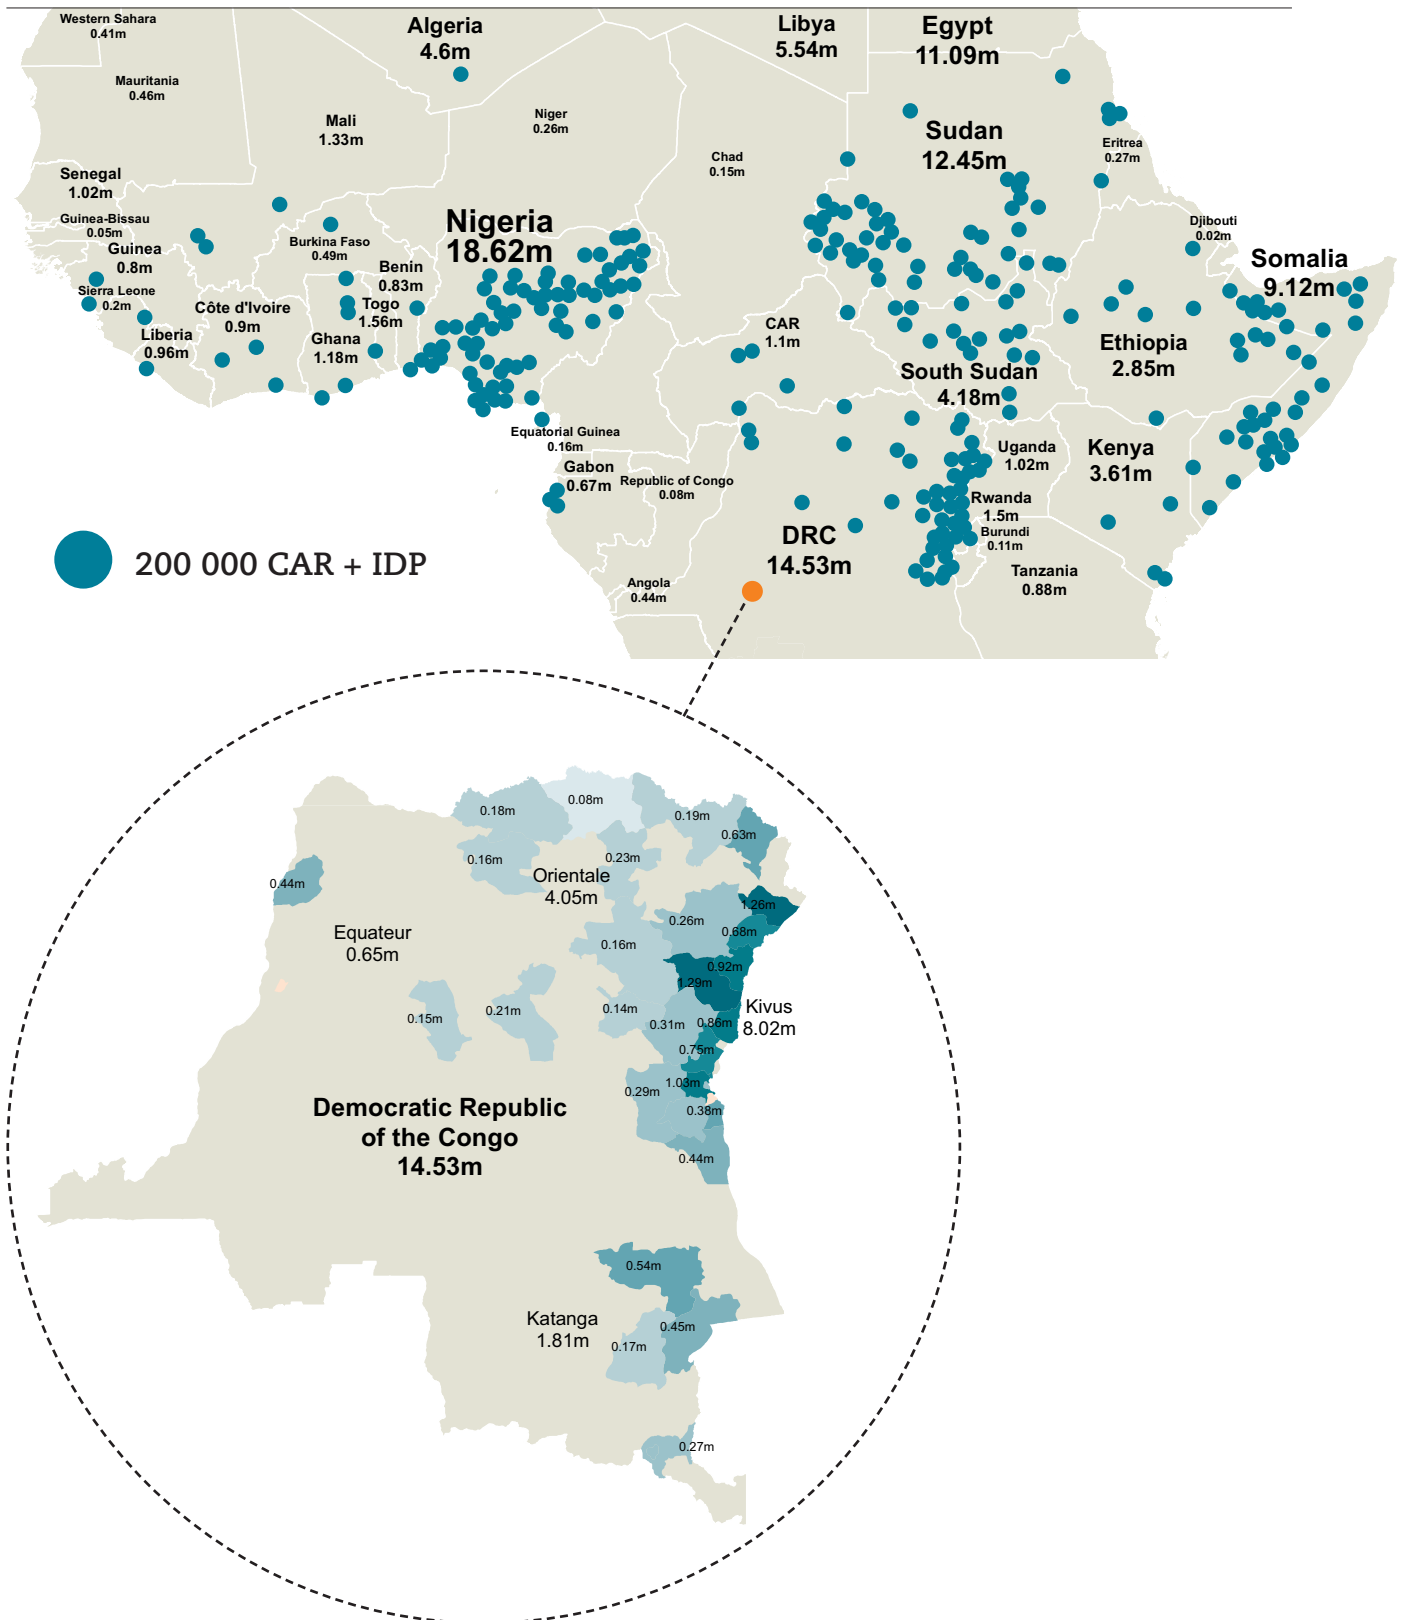 Western Sahara
0.41m
Algeria
4.6m
Libya
5.54m
Egypt
11.09m
Mauritania
0.46m
Mali
1.33m
Niger
0.26m
Chad
0.15m
Sudan
12.45m
Eritrea
0.27m
Senegal
1.02m
Guinea-Bissau
0.05m
Guinea
0.8m
Sierra Leone
0.2m
Liberia
0.96m
Côte d'Ivoire
0.9m
Burkina Faso
0.49m
Ghana
1.18m
Togo
1.56m
Benin
0.83m
Nigeria
18.62m
Djibouti
0.02m
Somalia
9.12m
CAR
1.1m
South Sudan
4.18m
Ethiopia
2.85m
Equatorial Guinea
0.16m
Gabon
0.67m
Republic of Congo
0.08m
Uganda
1.02m
Kenya
3.61m
Rwanda
1.5m
Burundi
0.11m
DRC
14.53m
Angola
0.44m
Tanzania
0.88m
200 000 CAR + IDP
0.18m
0.08m
0.19m
0.63m
0.16m
0.23m
Orientale
4.05m
0.44m
1.26m
0.26m
0.68m
Equateur
0.65m
0.16m
0.92m
1.29m
0.15m
0.21m
0.14m
0.31m
0.86m
Kivus
8.02m
0.75m
1.03m
0.29m
0.38m
Democratic Republic
of the Congo
14.53m
0.44m
0.54m
Katanga
1.81m
0.45m
0.17m
0.27m